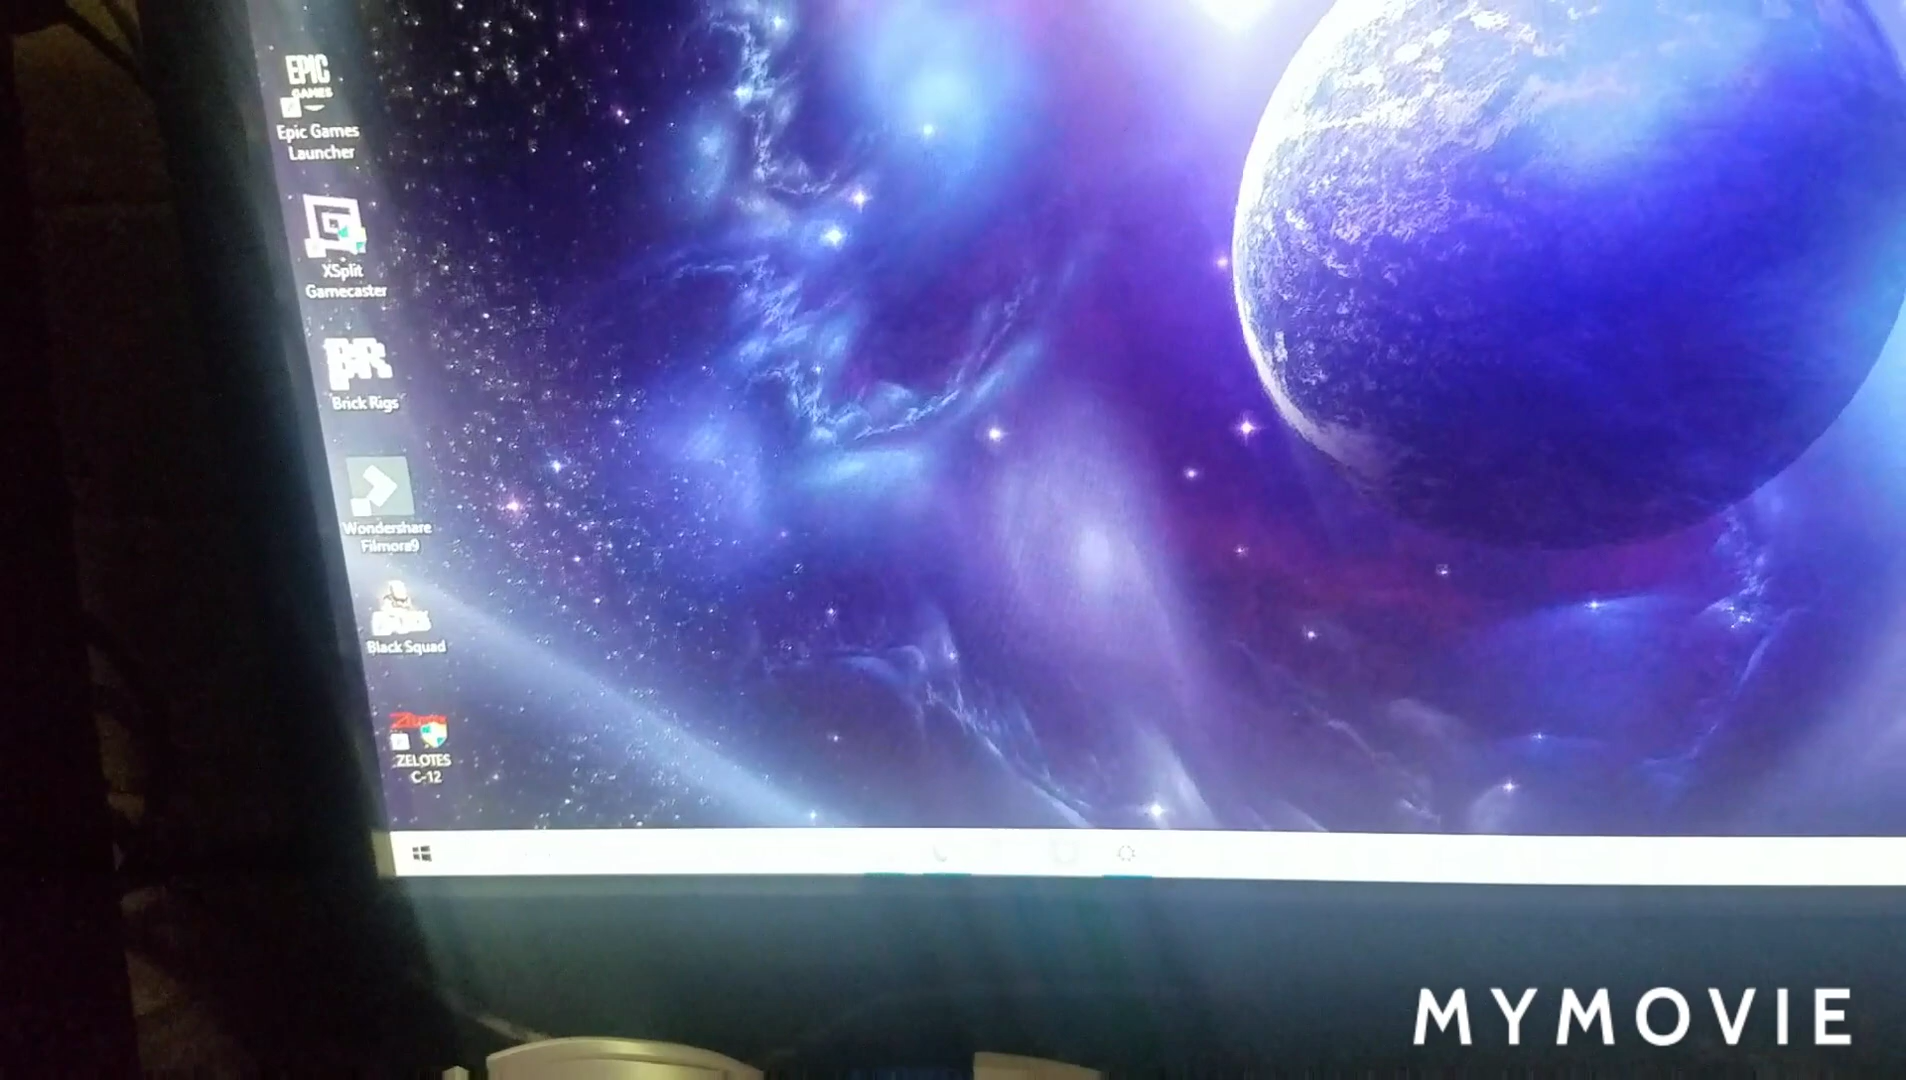 EPIC
GAMES
Epic Games
Launcher
XSplit
Gamecaster
BR
Brick Rigs
Wondershare
Filmora9
Black Squad
ZELOTES
C-12
MYMOVIE